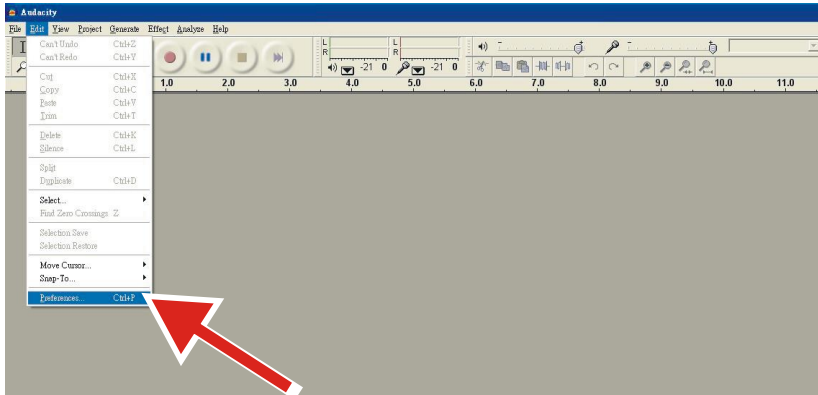 Audacity
File Edit View Project Generate Effect Analyze Help
Can't Undo Ctrl+Z
Can't Redo Ctrl+Y
Cut Ctrl+X
Copy Ctrl+C
Paste Ctrl+V
Trim Ctrl+T
Delete Ctrl+K
Silence Ctrl+L
Split
Duplicate Ctrl+D
Select...
Find Zero Crossings Z
Selection Save
Selection Restore
Move Cursor...
Snap-To...
Preferences... Ctrl+P
L L
R R
-21 0 -21 0
- + - +
1.0 2.0 3.0 4.0 5.0 6.0 7.0 8.0 9.0 10.0 11.0